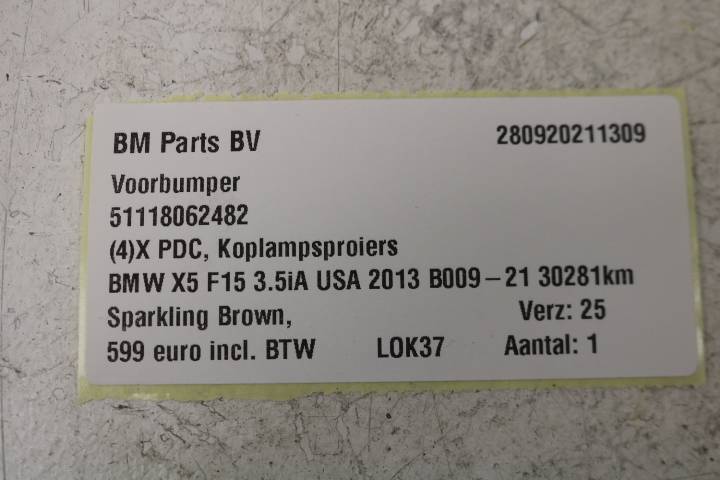 BM Parts BV 280920211309
Voorbumper
51118062482
(4)X PDC, Koplampsproiers
BMW X5 F15 3.5iA USA 2013 B009-21 30281km
Sparkling Brown, Verz: 25
599 euro incl. BTW LOK37 Aantal: 1